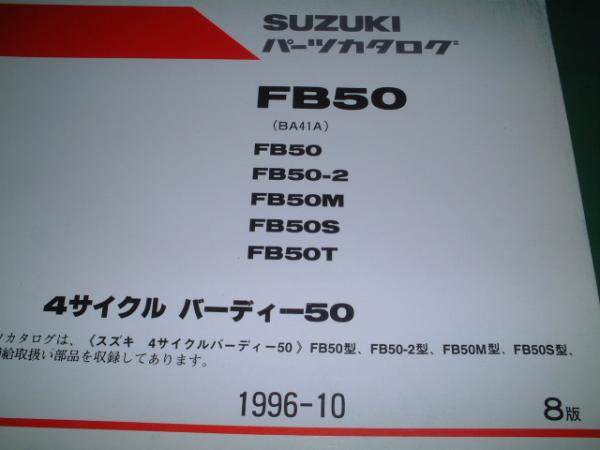 SUZUKI
パーツカタログ
FB50
(BA41A)
FB50
FB50-2
FB50M
FB50S
FB50T
4サイクル バーディー50
ツカタログは、〈スズキ 4サイクルバーディー50〉FB50型、FB50-2型、FB50M型、FB50S型、
給取扱い部品を収録してあります。
1996-10
8版